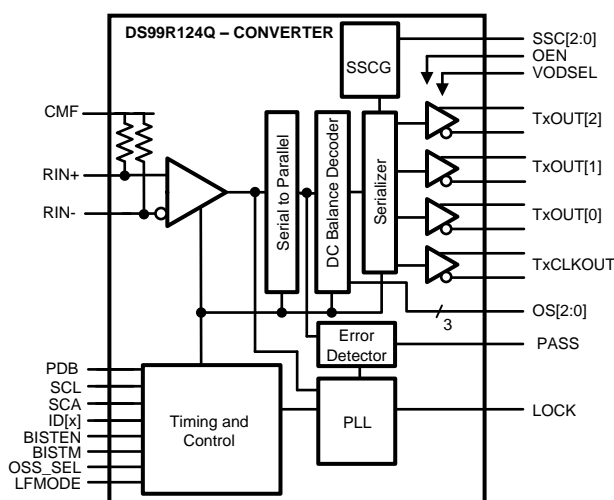 DS99R124Q – CONVERTER
SSCG
SSC[2:0]
OEN
VODSEL
CMF
RIN+
RIN-
Serial to Parallel
DC Balance Decoder
Serializer
TxOUT[2]
TxOUT[1]
TxOUT[0]
TxCLKOUT
OS[2:0]
3
Error
Detector
PASS
PDB
SCL
SCA
ID[x]
BISTEN
BISTM
OSS_SEL
LFMODE
Timing and
Control
PLL
LOCK